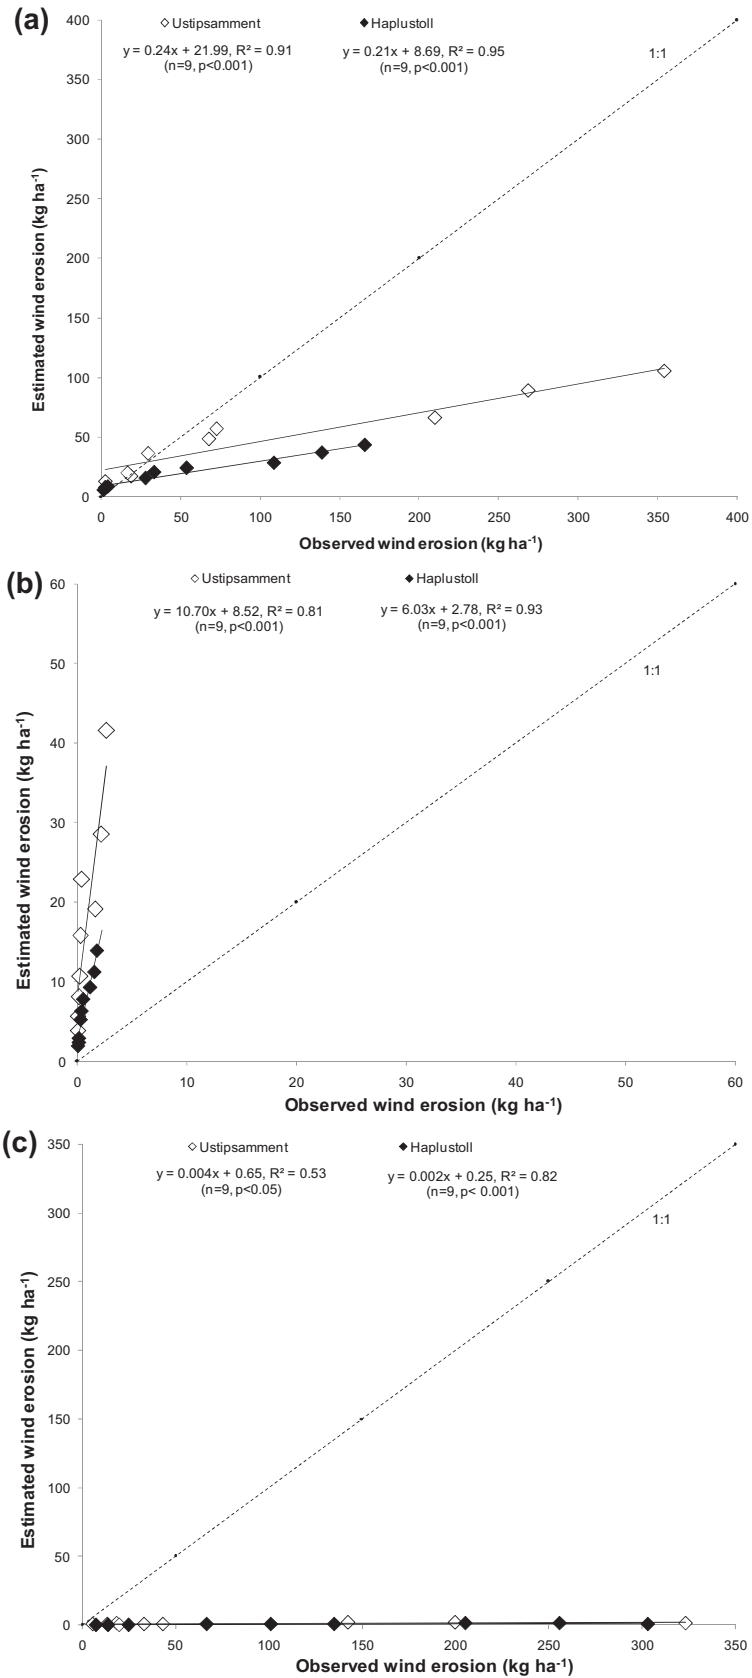 (a)
Ustipsamment
Haplustoll
y = 0.24x + 21.99, R² = 0.91
(n=9, p<0.001)
y = 0.21x + 8.69, R² = 0.95
(n=9, p<0.001)
1:1
400
350
300
250
200
150
100
50
0
Estimated wind erosion (kg ha⁻¹)
0 50 100 150 200 250 300 350 400
Observed wind erosion (kg ha⁻¹)
(b)
Ustipsamment
Haplustoll
y = 10.70x + 8.52, R² = 0.81
(n=9, p<0.001)
y = 6.03x + 2.78, R² = 0.93
(n=9, p<0.001)
1:1
60
50
40
30
20
10
0
Estimated wind erosion (kg ha⁻¹)
0 10 20 30 40 50 60
Observed wind erosion (kg ha⁻¹)
(c)
Ustipsamment
Haplustoll
y = 0.004x + 0.65, R² = 0.53
(n=9, p<0.05)
y = 0.002x + 0.25, R² = 0.82
(n=9, p< 0.001)
1:1
350
300
250
200
150
100
50
0
Estimated wind erosion (kg ha⁻¹)
0 50 100 150 200 250 300 350
Observed wind erosion (kg ha⁻¹)